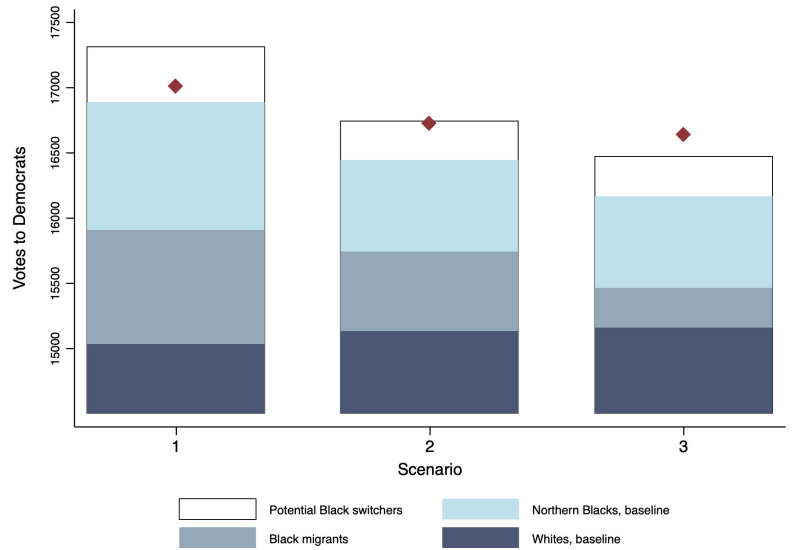 Votes to Democrats
17500
17000
16500
16000
15500
15000
1 2 3
Scenario
Potential Black switchers Northern Blacks, baseline
Black migrants Whites, baseline